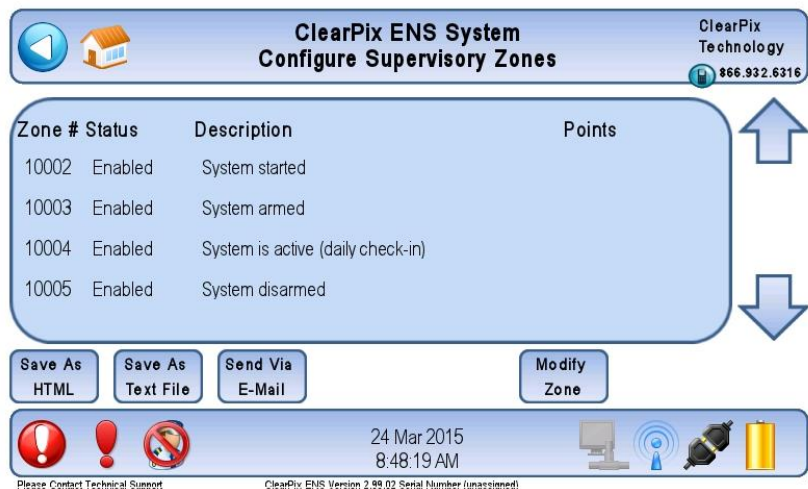 ClearPix ENS System
Configure Supervisory Zones
ClearPix
Technology
866.932.6316
Zone # Status Description Points
10002 Enabled System started
10003 Enabled System armed
10004 Enabled System is active (daily check-in)
10005 Enabled System disarmed
Save As
HTML
Save As
Text File
Send Via
E-Mail
Modify
Zone
24 Mar 2015
8:48:19 AM
Please Contact Technical Support
ClearPix ENS Version 2.99.02 Serial Number (unassigned)